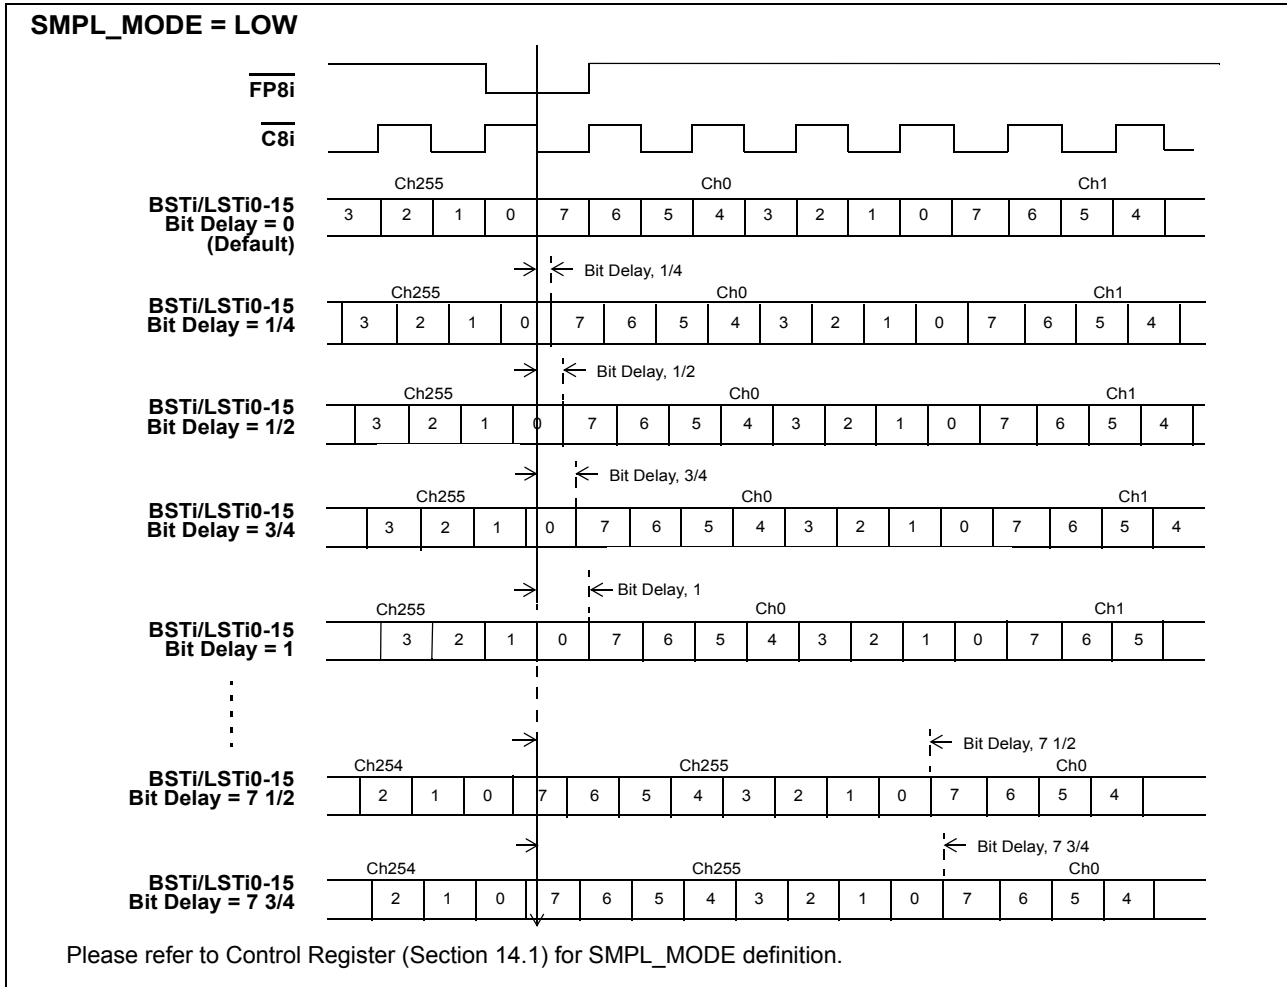 SMPL_MODE = LOW
FP8i
C8i
Ch255 Ch0 Ch1
BSTi/LSTi0-15
Bit Delay = 0
(Default)
3 2 1 0 7 6 5 4 3 2 1 0 7 6 5 4
Bit Delay, 1/4
Ch255 Ch0 Ch1
BSTi/LSTi0-15
Bit Delay = 1/4
3 2 1 0 7 6 5 4 3 2 1 0 7 6 5 4
Bit Delay, 1/2
Ch255 Ch0 Ch1
BSTi/LSTi0-15
Bit Delay = 1/2
3 2 1 0 7 6 5 4 3 2 1 0 7 6 5 4
Bit Delay, 3/4
Ch255 Ch0 Ch1
BSTi/LSTi0-15
Bit Delay = 3/4
3 2 1 0 7 6 5 4 3 2 1 0 7 6 5 4
Bit Delay, 1
Ch255 Ch0 Ch1
BSTi/LSTi0-15
Bit Delay = 1
3 2 1 0 7 6 5 4 3 2 1 0 7 6 5
Bit Delay, 7 1/2
Ch254 Ch255 Ch0
BSTi/LSTi0-15
Bit Delay = 7 1/2
2 1 0 7 6 5 4 3 2 1 0 7 6 5 4
Bit Delay, 7 3/4
Ch254 Ch255 Ch0
BSTi/LSTi0-15
Bit Delay = 7 3/4
2 1 0 7 6 5 4 3 2 1 0 7 6 5 4
Please refer to Control Register (Section 14.1) for SMPL_MODE definition.